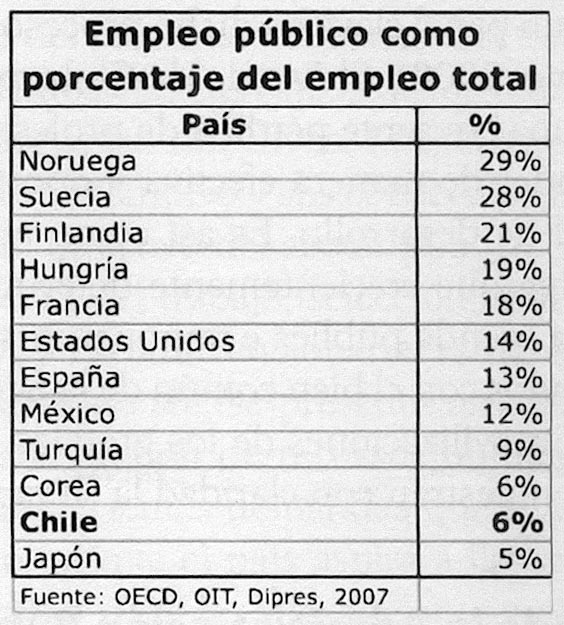 Empleo público como
porcentaje del empleo total
País %
Noruega 29%
Suecia 28%
Finlandia 21%
Hungría 19%
Francia 18%
Estados Unidos 14%
España 13%
México 12%
Turquía 9%
Corea 6%
Chile 6%
Japón 5%
Fuente: OECD, OIT, Dipres, 2007